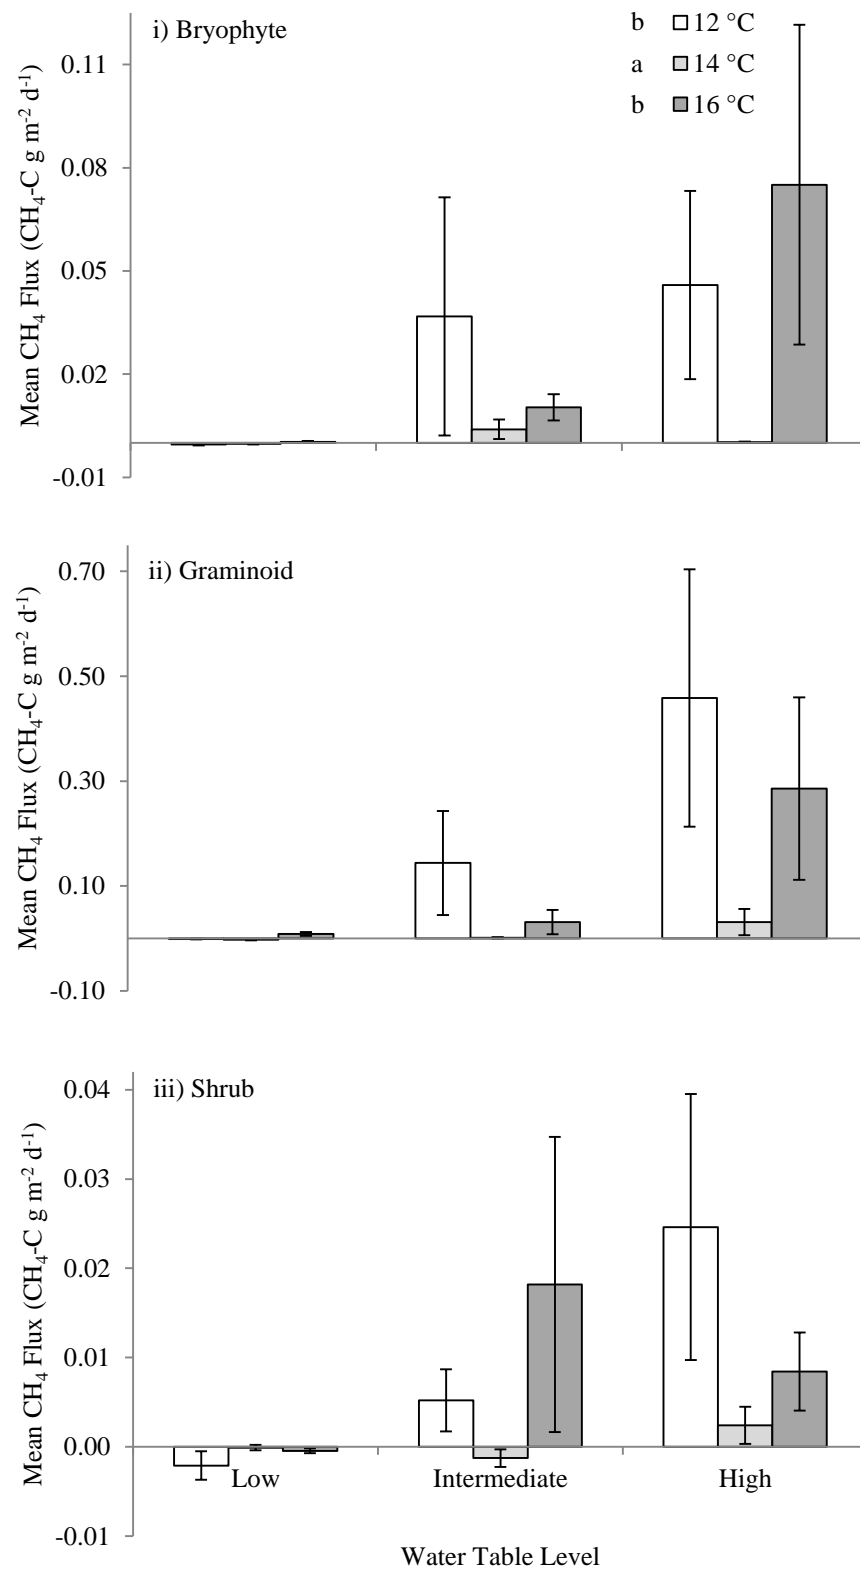 i) Bryophyte
b 12 °C
a 14 °C
b 16 °C
Mean CH₄ Flux (CH₄-C g m⁻² d⁻¹)
0.11
0.08
0.05
0.02
-0.01
ii) Graminoid
Mean CH₄ Flux (CH₄-C g m⁻² d⁻¹)
0.70
0.50
0.30
0.10
-0.10
iii) Shrub
Mean CH₄ Flux (CH₄-C g m⁻² d⁻¹)
0.04
0.03
0.02
0.01
0.00
-0.01
Low Intermediate High
Water Table Level